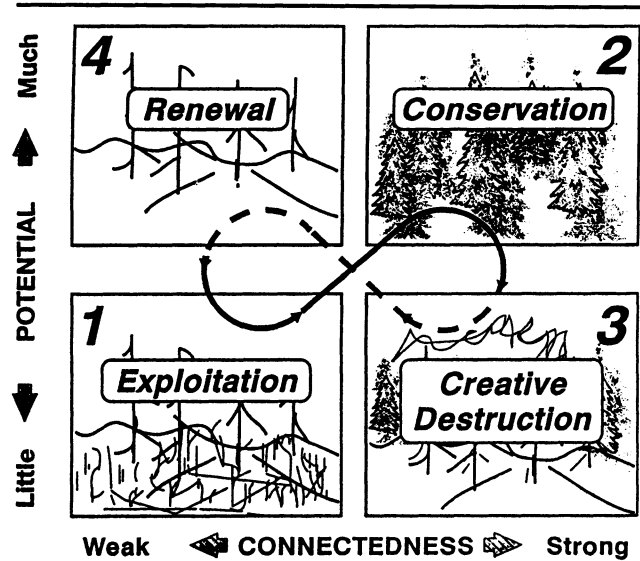 4
Renewal
2
Conservation
1
Exploitation
3
Creative
Destruction
Much
POTENTIAL
Little
Weak
CONNECTEDNESS
Strong